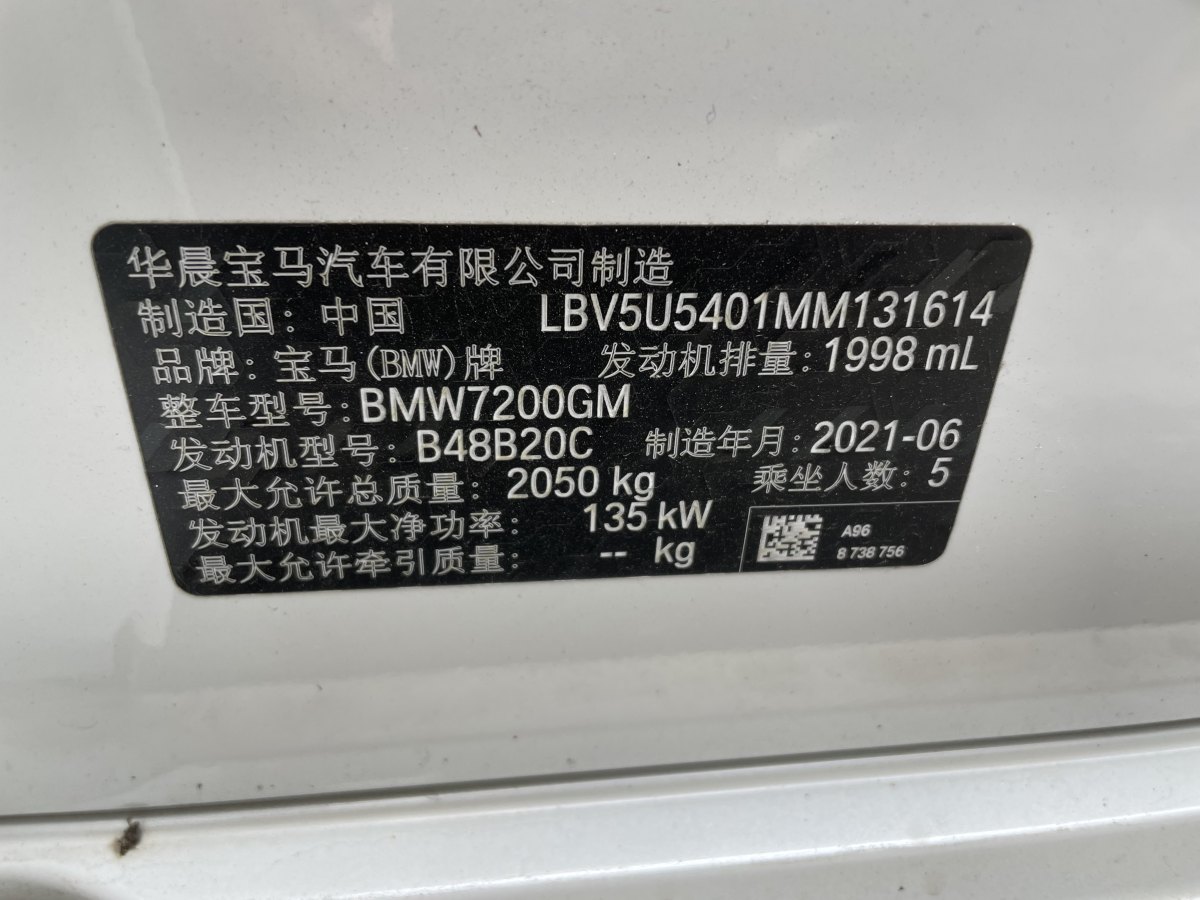 华晨宝马汽车有限公司制造
制造国：中国 LBV5U5401MM131614
品牌：宝马(BMW)牌 发动机排量：1998 mL
整车型号：BMW7200GM
发动机型号：B48B20C 制造年月：2021-06
最大允许总质量：2050 kg 乘坐人数：5
发动机最大净功率：135 kW
最大允许牵引质量：-- kg
A96
8 738 756